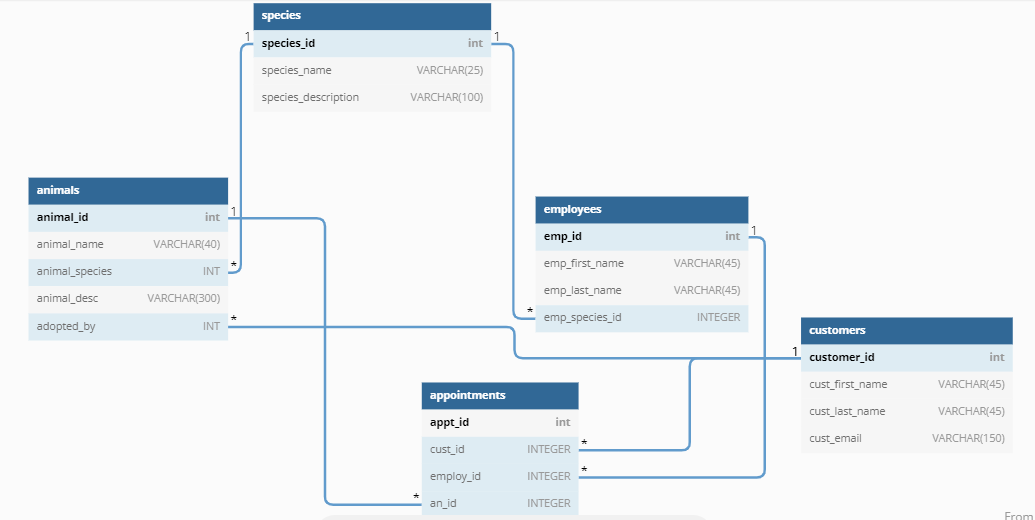 species
species_id int
species_name VARCHAR(25)
species_description VARCHAR(100)
1
1
animals
animal_id int
animal_name VARCHAR(40)
animal_species INT
animal_desc VARCHAR(300)
adopted_by INT
1
*
*
employees
emp_id int
emp_first_name VARCHAR(45)
emp_last_name VARCHAR(45)
emp_species_id INTEGER
1
*
customers
customer_id int
cust_first_name VARCHAR(45)
cust_last_name VARCHAR(45)
cust_email VARCHAR(150)
1
appointments
appt_id int
cust_id INTEGER
employ_id INTEGER
an_id INTEGER
*
*
*
From